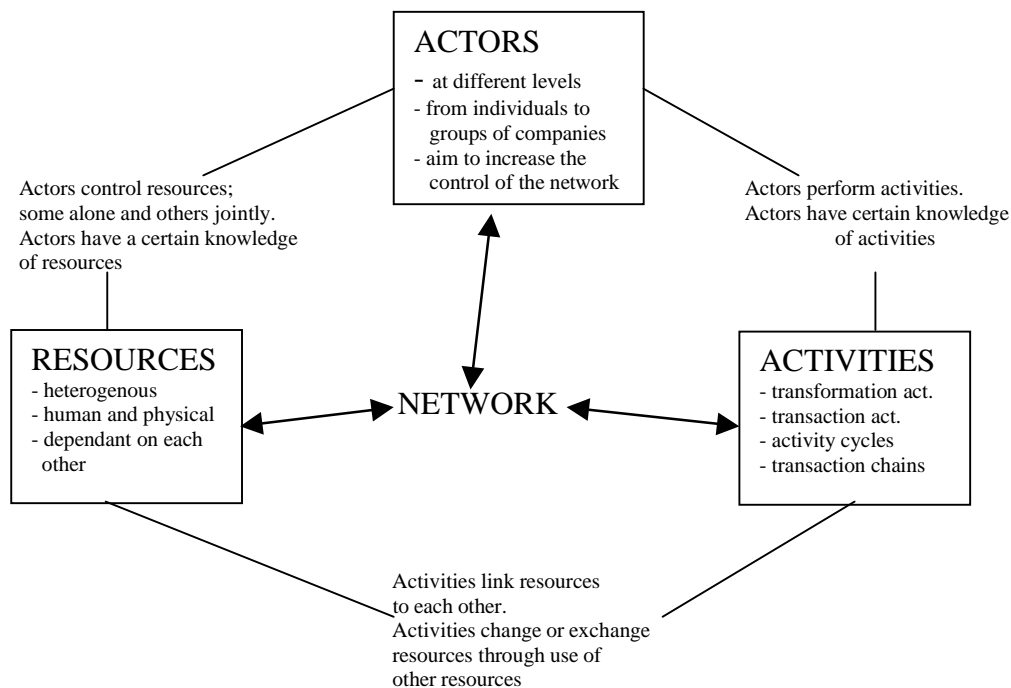 ACTORS
- at different levels
- from individuals to
groups of companies
- aim to increase the
control of the network
Actors control resources;
some alone and others jointly.
Actors have a certain knowledge
of resources
Actors perform activities.
Actors have certain knowledge
of activities
RESOURCES
- heterogenous
- human and physical
- dependant on each
other
NETWORK
ACTIVITIES
- transformation act.
- transaction act.
- activity cycles
- transaction chains
Activities link resources
to each other.
Activities change or exchange
resources through use of
other resources